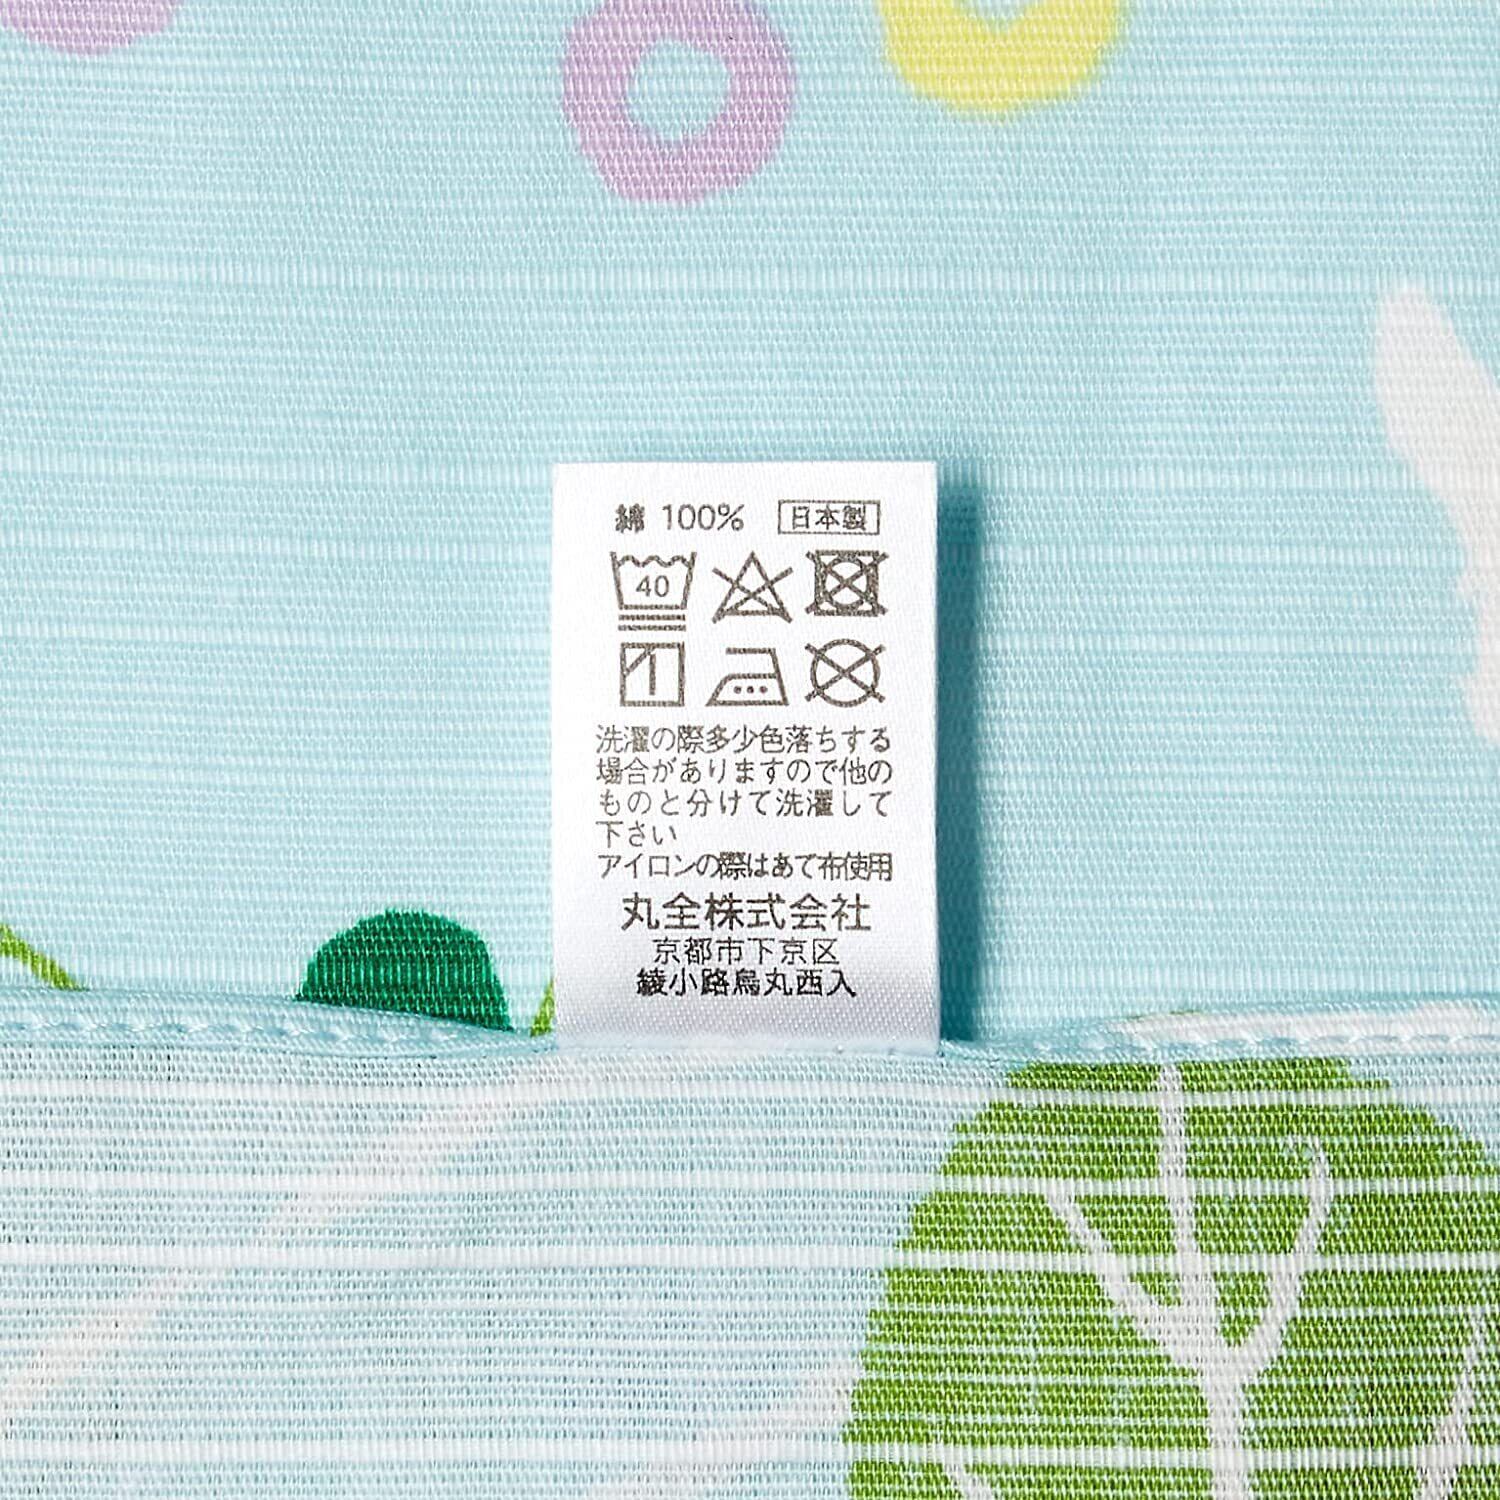 綿 100% 日本製
40
洗濯の際多少色落ちする
場合がありますので他の
ものと分けて洗濯して
下さい
アイロンの際はあて布使用
丸全株式会社
京都市下京区
綾小路烏丸西入